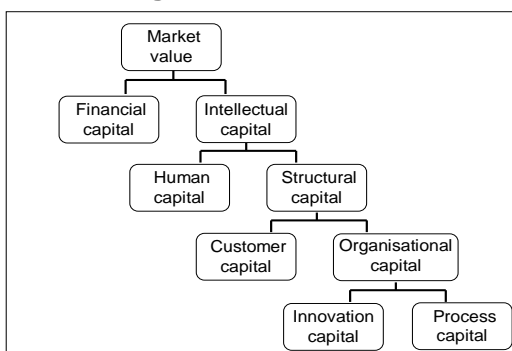 Market
value
Financial
capital
Intellectual
capital
Human
capital
Structural
capital
Customer
capital
Organisational
capital
Innovation
capital
Process
capital